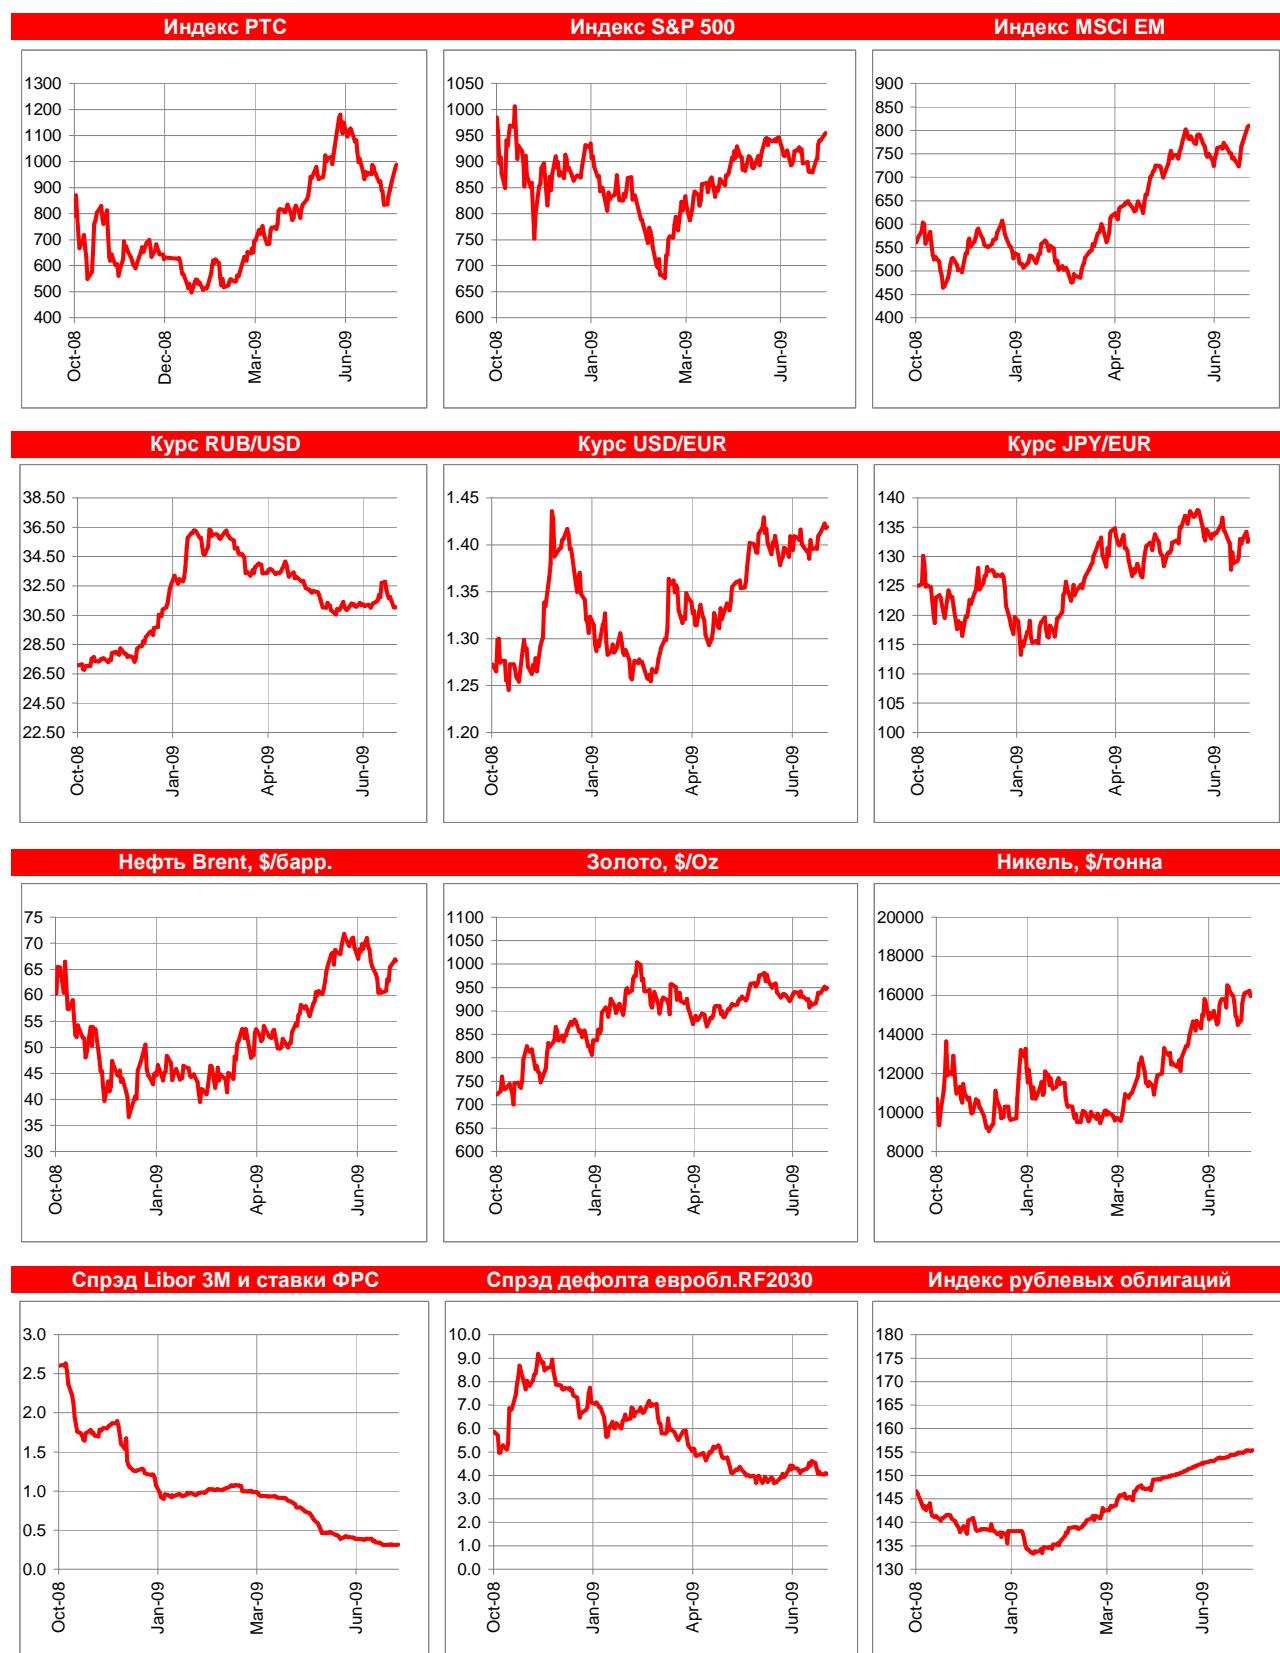 Индекс РТС
1300
1200
1100
1000
900
800
700
600
500
400
Oct-08
Dec-08
Mar-09
Jun-09
Индекс S&P 500
1050
1000
950
900
850
800
750
700
650
600
Oct-08
Jan-09
Mar-09
Jun-09
Индекс MSCI EM
900
850
800
750
700
650
600
550
500
450
400
Oct-08
Jan-09
Apr-09
Jun-09
Курс RUB/USD
38.50
36.50
34.50
32.50
30.50
28.50
26.50
24.50
22.50
Oct-08
Jan-09
Apr-09
Jun-09
Курс USD/EUR
1.45
1.40
1.35
1.30
1.25
1.20
Oct-08
Jan-09
Apr-09
Jun-09
Курс JPY/EUR
140
135
130
125
120
115
110
105
100
Oct-08
Jan-09
Apr-09
Jun-09
Нефть Brent, $/барр.
75
70
65
60
55
50
45
40
35
30
Oct-08
Jan-09
Apr-09
Jun-09
Золото, $/Oz
1100
1050
1000
950
900
850
800
750
700
650
600
Oct-08
Jan-09
Apr-09
Jun-09
Никель, $/тонна
20000
18000
16000
14000
12000
10000
8000
Oct-08
Jan-09
Mar-09
Jun-09
Спрэд Libor 3M и ставки ФРС
3.0
2.5
2.0
1.5
1.0
0.5
0.0
Oct-08
Jan-09
Mar-09
Jun-09
Спрэд дефолта евробл.RF2030
10.0
9.0
8.0
7.0
6.0
5.0
4.0
3.0
2.0
1.0
0.0
Oct-08
Jan-09
Apr-09
Jun-09
Индекс рублевых облигаций
180
175
170
165
160
155
150
145
140
135
130
Oct-08
Jan-09
Mar-09
Jun-09